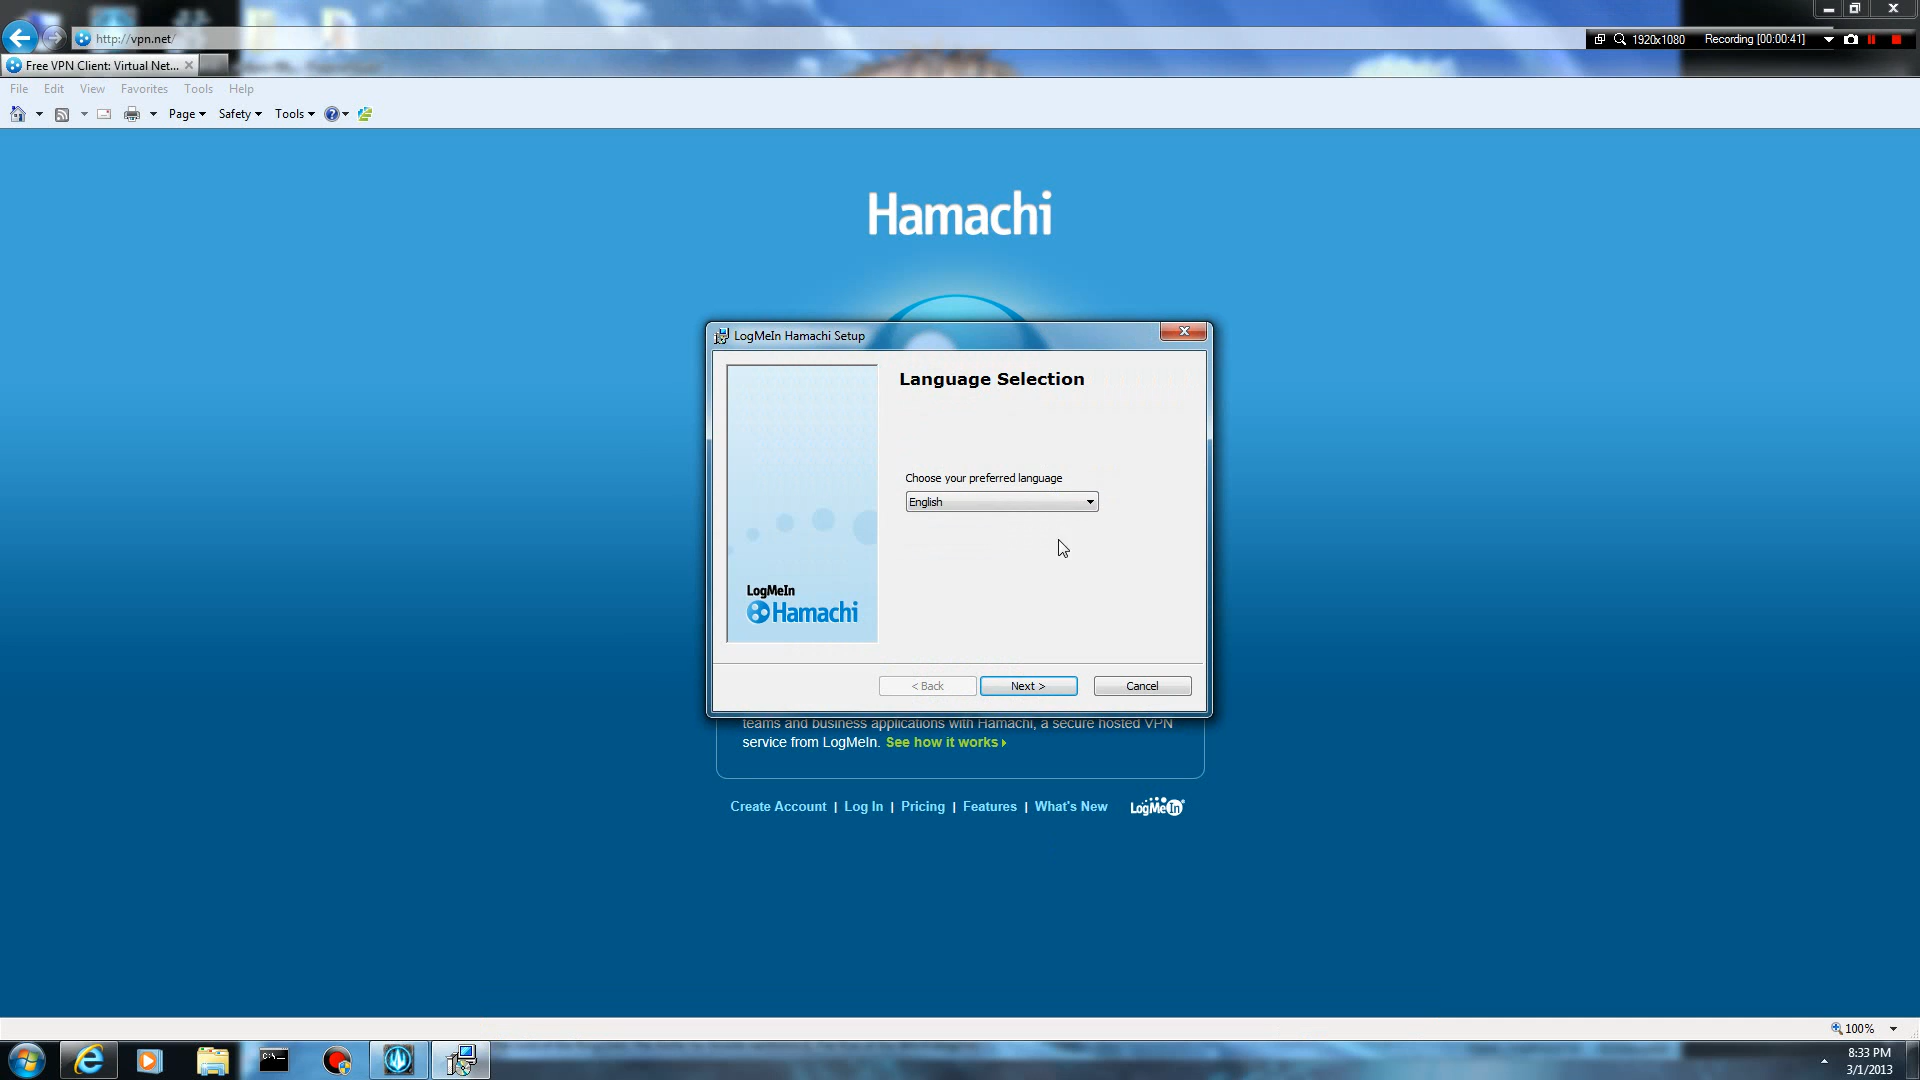 http://vpn.net/
1920x1080 Recording [00:00:41]
Free VPN Client: Virtual Net...
File Edit View Favorites Tools Help
Page Safety Tools
Hamachi
LogMeIn Hamachi Setup
Language Selection
Choose your preferred language
English
LogMeIn
Hamachi
< Back Next > Cancel
teams and business applications with Hamachi, a secure hosted VPN
service from LogMeIn. See how it works
Create Account | Log In | Pricing | Features | What's New LogMeIn
100%
C:\
8:33 PM
3/1/2013